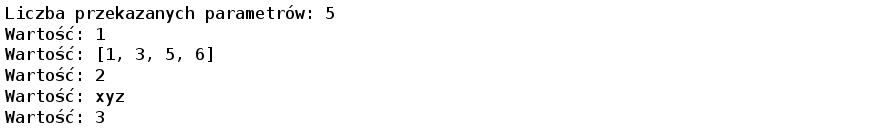 Liczba przekazanych parametrów: 5
Wartość: 1
Wartość: [1, 3, 5, 6]
Wartość: 2
Wartość: xyz
Wartość: 3